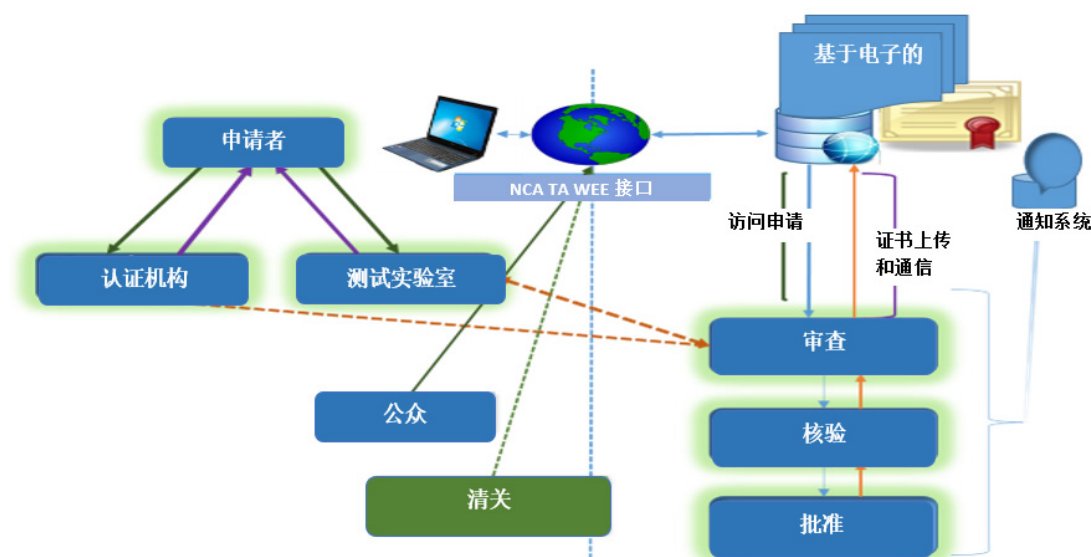 基于电子的
申请者
NCA TA WEE 接口
访问申请
证书上传
和通信
通知系统
认证机构
测试实验室
审查
公众
核验
清关
批准